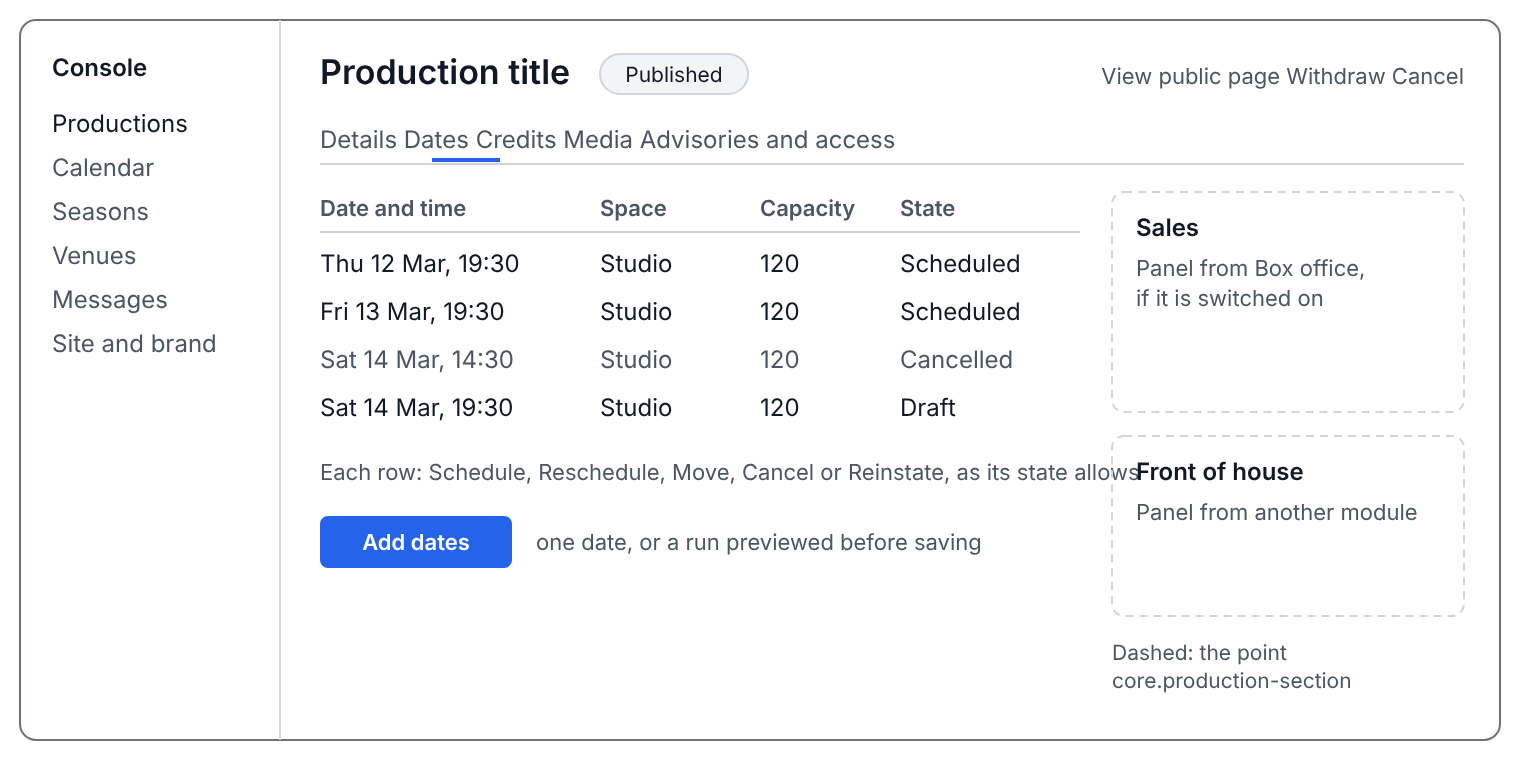 Console
Productions
Calendar
Seasons
Venues
Messages
Site and brand
Production title
Published
View public page Withdraw Cancel
Details Dates Credits Media Advisories and access
Date and time Space Capacity State
Thu 12 Mar, 19:30 Studio 120 Scheduled
Fri 13 Mar, 19:30 Studio 120 Scheduled
Sat 14 Mar, 14:30 Studio 120 Cancelled
Sat 14 Mar, 19:30 Studio 120 Draft
Each row: Schedule, Reschedule, Move, Cancel or Reinstate, as its state allows
Add dates
one date, or a run previewed before saving
Sales
Panel from Box office,
if it is switched on
Front of house
Panel from another module
Dashed: the point
core.production-section